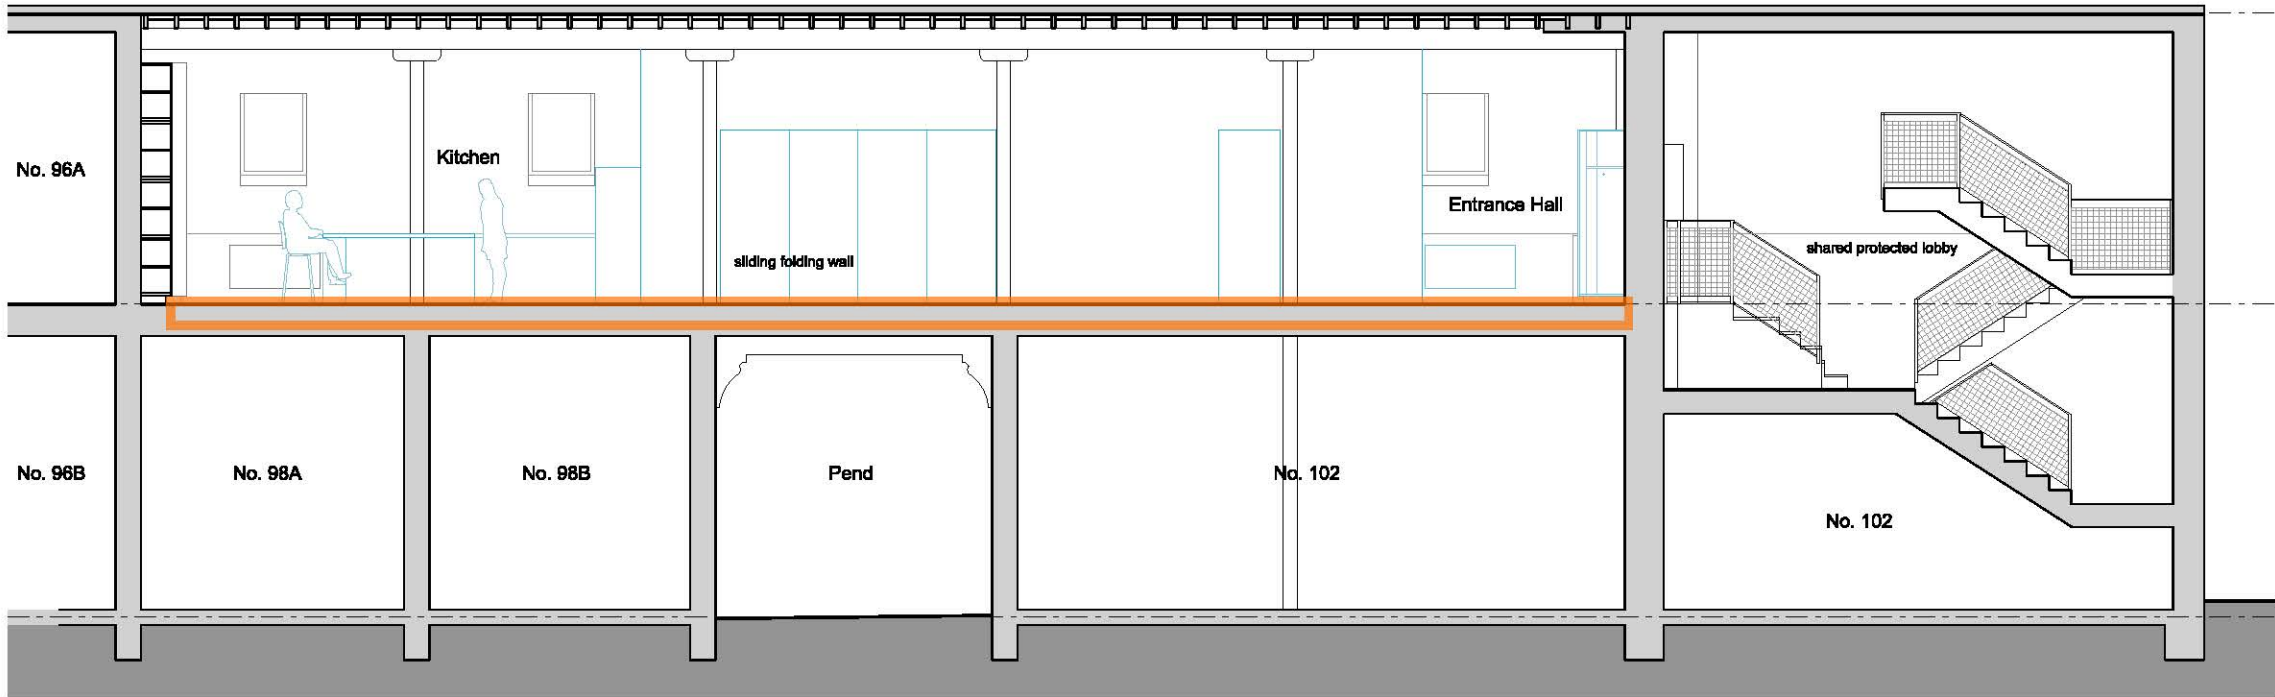 No. 96A
Kitchen
Entrance Hall
sliding folding wall
shared protected lobby
No. 96B
No. 98A
No. 98B
Pend
No. 102
No. 102